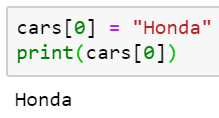 cars[0] = "Honda"
print(cars[0])
Honda